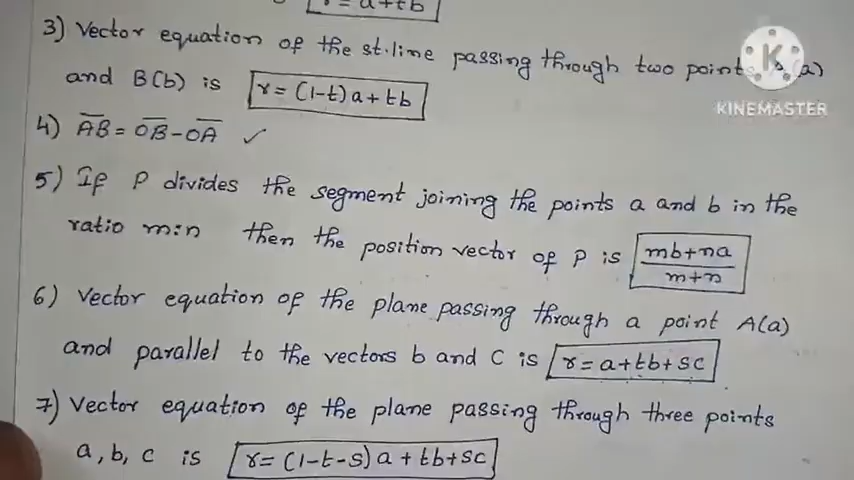 r = a+tb
3) Vector equation of the st.line passing through two points (a)
and B(b) is r = (1-t)a + tb
KINEMASTER
4) AB = OB - OA ✓
5) If P divides the segment joining the points a and b in the
ratio m:n then the position vector of P is mb+na / m+n
6) Vector equation of the plane passing through a point A(a)
and parallel to the vectors b and c is r = a+tb+sc
7) Vector equation of the plane passing through three points
a, b, c is r = (1-t-s)a + tb+sc